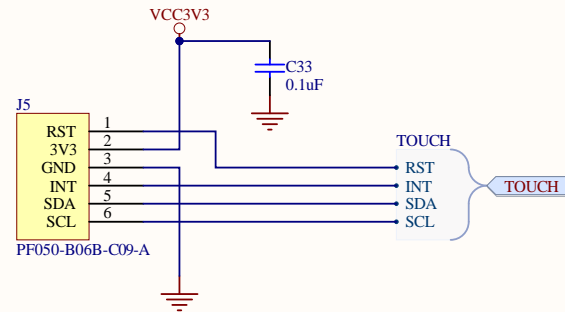 VCC3V3
C33
0.1uF
J5
RST 1
3V3 2
GND 3
INT 4
SDA 5
SCL 6
PF050-B06B-C09-A
TOUCH
RST
INT
SDA
SCL
TOUCH